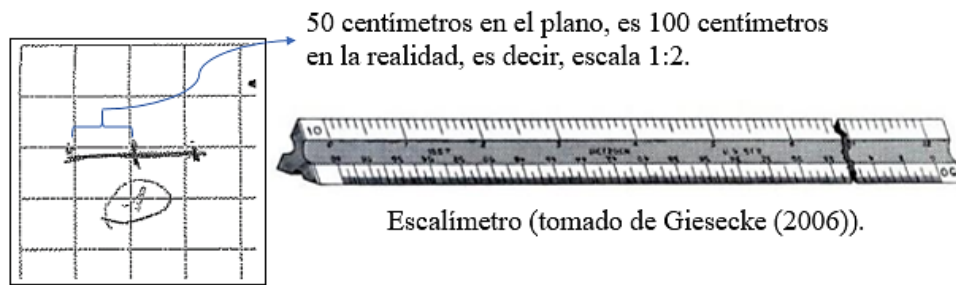 50 centímetros en el plano, es 100 centímetros
en la realidad, es decir, escala 1:2.
10
Escalímetro (tomado de Giesecke (2006)).